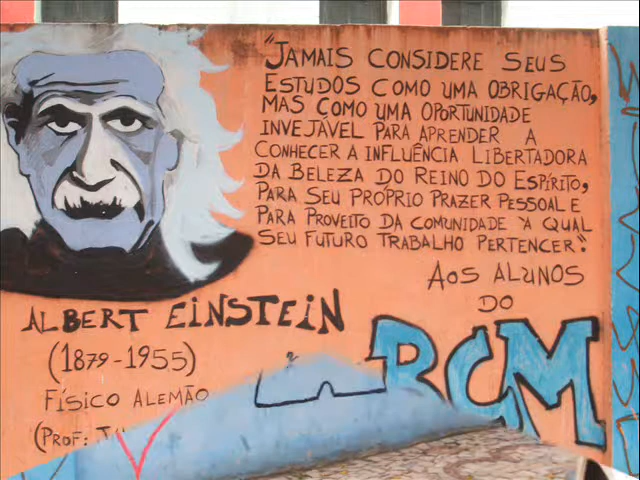 "JAMAIS CONSIDERE SEUS
ESTUDOS COMO UMA OBRIGAÇÃO,
MAS COMO UMA OPORTUNIDADE
INVEJÁVEL PARA APRENDER A
CONHECER A INFLUÊNCIA LIBERTADORA
DA BELEZA DO REINO DO ESPÍRITO,
PARA SEU PRÓPRIO PRAZER PESSOAL E
PARA PROVEITO DA COMUNIDADE À QUAL
SEU FUTURO TRABALHO PERTENCER".
AOS ALUNOS
DO
BGM
ALBERT EINSTEIN
(1879-1955)
FÍSICO ALEMÃO
(PROF: